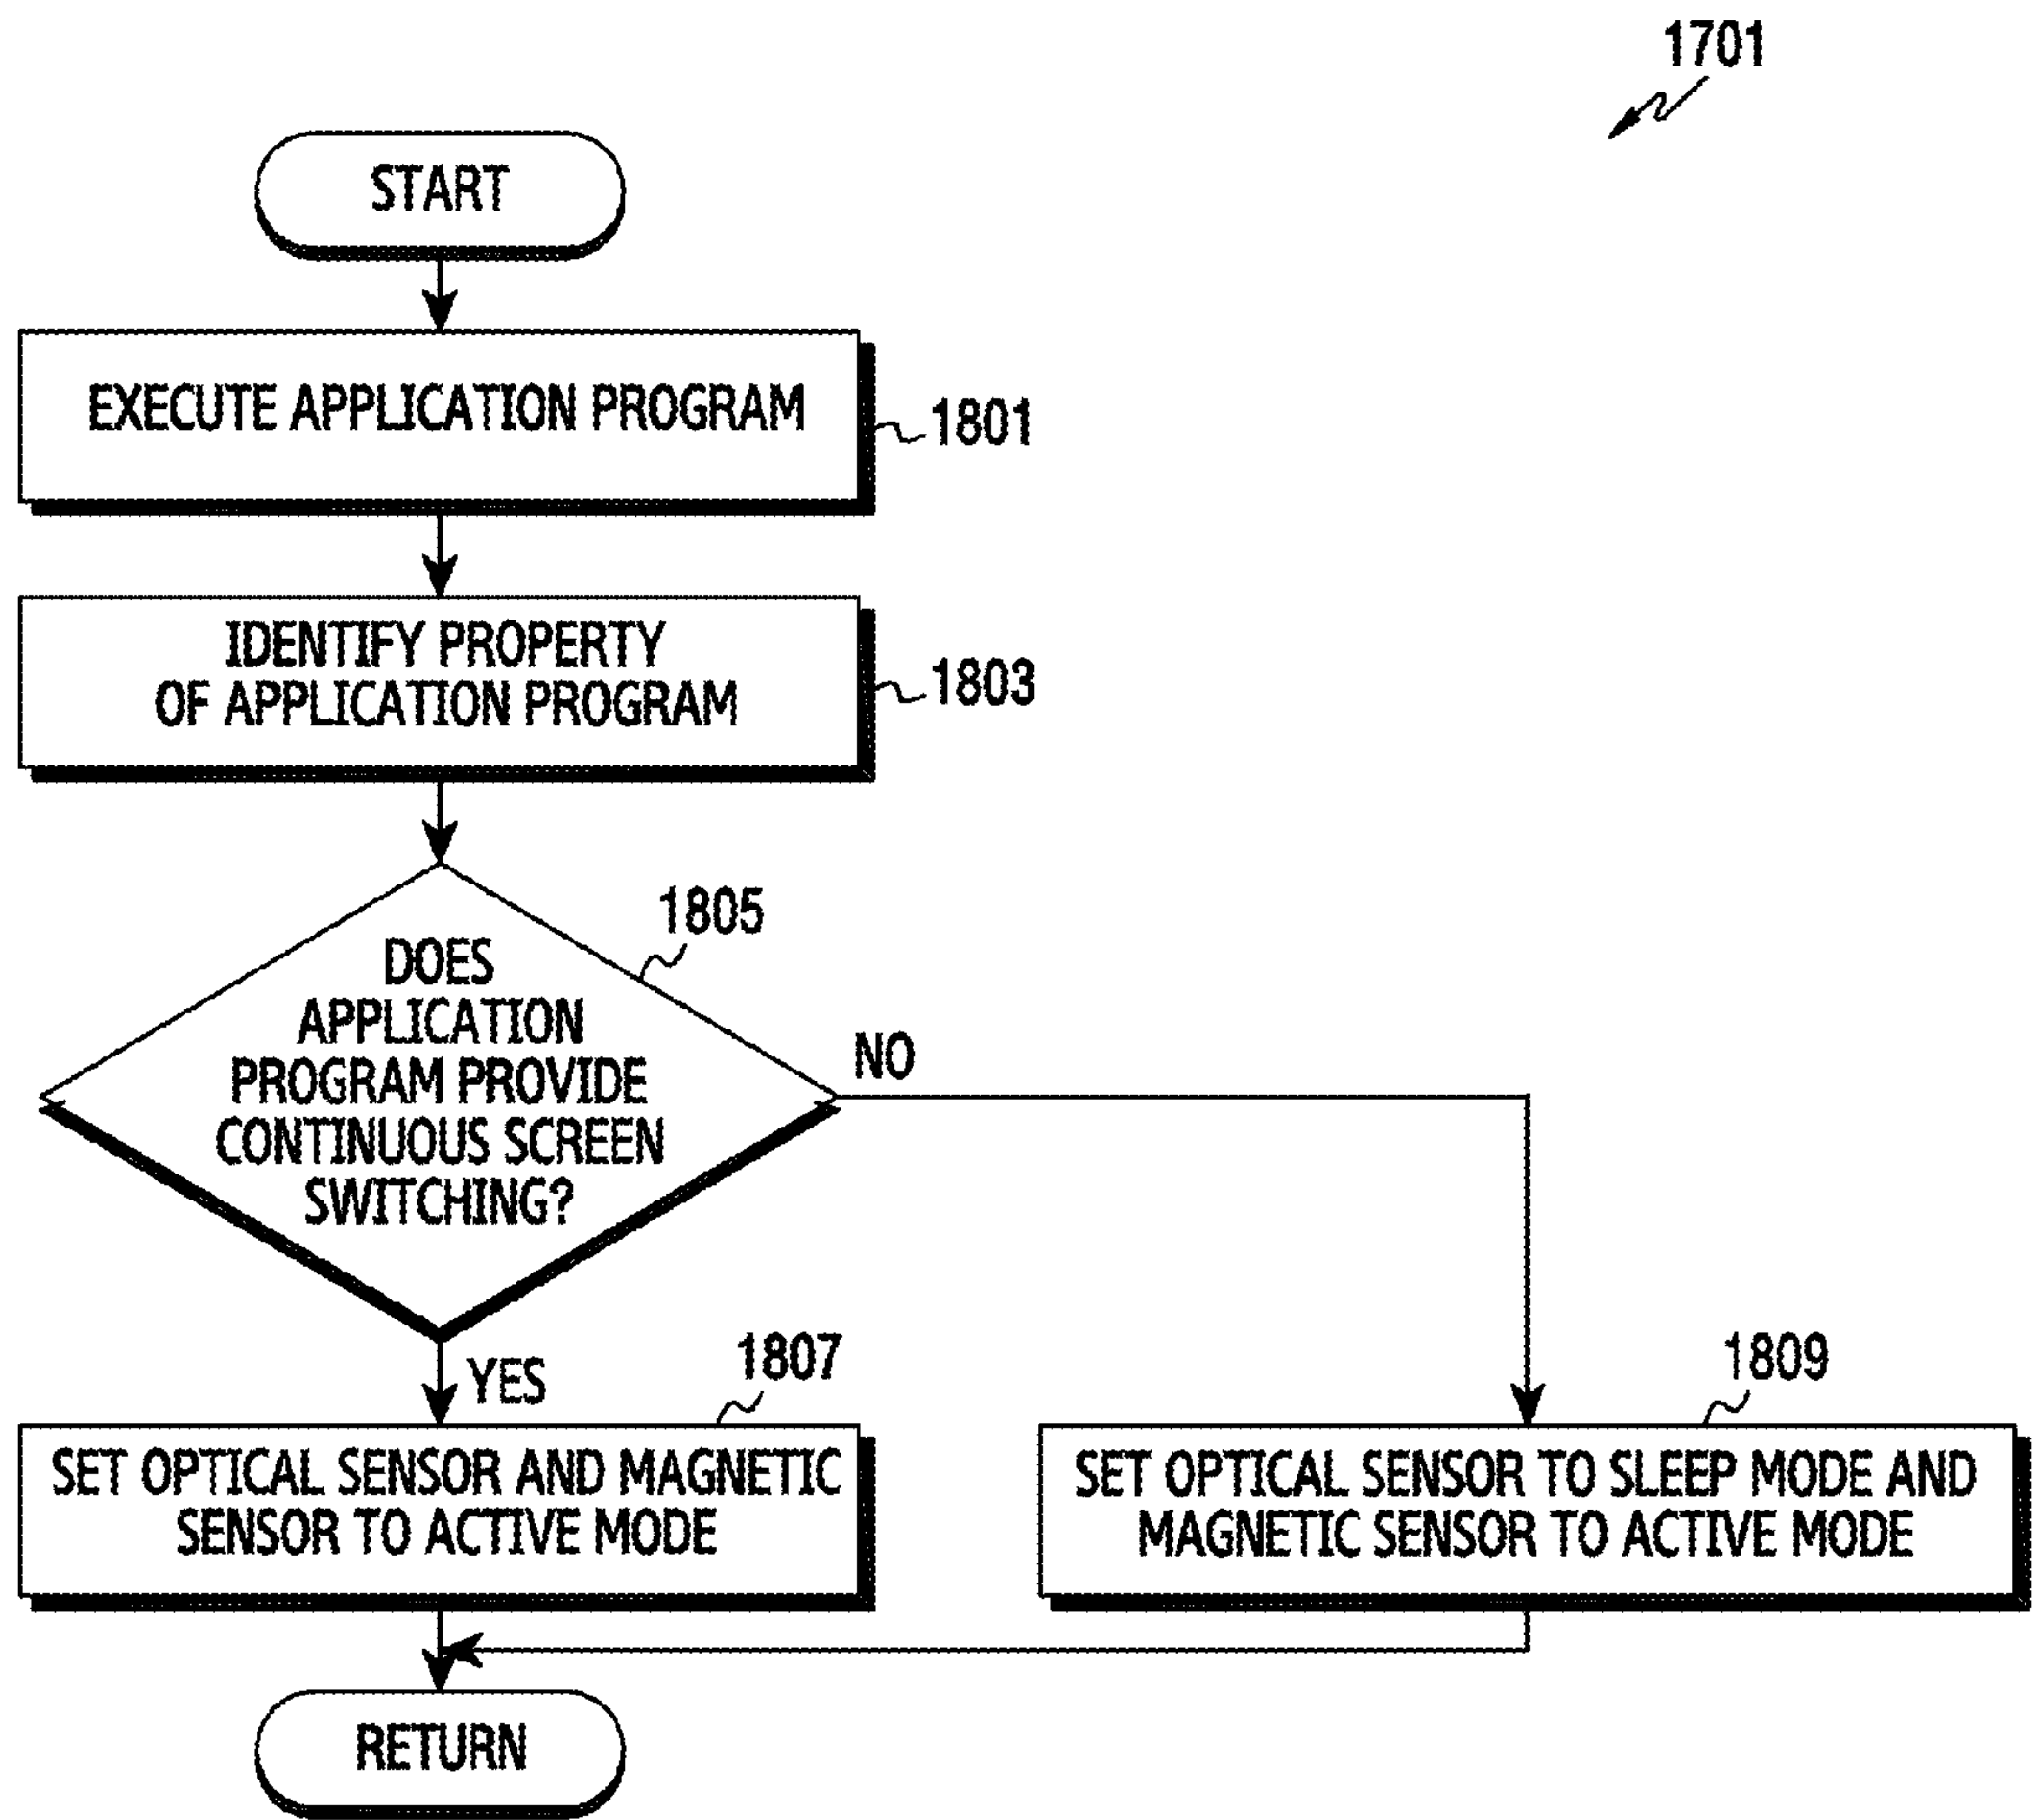 1701
START
EXECUTE APPLICATION PROGRAM
1801
IDENTIFY PROPERTY
OF APPLICATION PROGRAM
1803
1805
DOES
APPLICATION
PROGRAM PROVIDE
CONTINUOUS SCREEN
SWITCHING?
NO
YES
1807
SET OPTICAL SENSOR AND MAGNETIC
SENSOR TO ACTIVE MODE
1809
SET OPTICAL SENSOR TO SLEEP MODE AND
MAGNETIC SENSOR TO ACTIVE MODE
RETURN